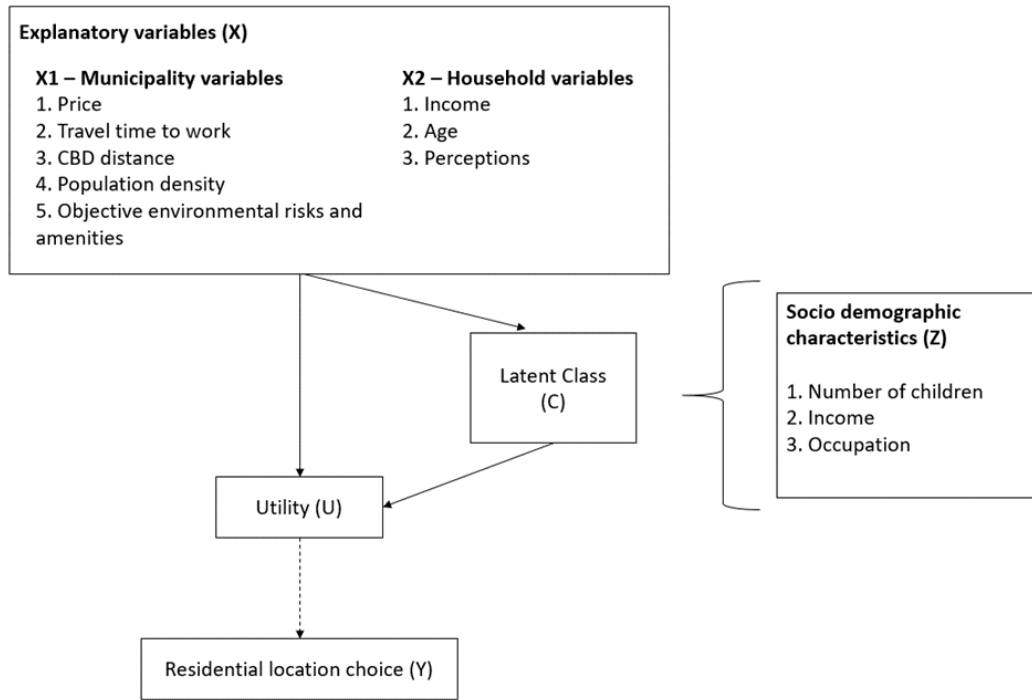 Explanatory variables (X)
X1 – Municipality variables
1. Price
2. Travel time to work
3. CBD distance
4. Population density
5. Objective environmental risks and
amenities
X2 – Household variables
1. Income
2. Age
3. Perceptions
Socio demographic
characteristics (Z)
1. Number of children
2. Income
3. Occupation
Latent Class
(C)
Utility (U)
Residential location choice (Y)